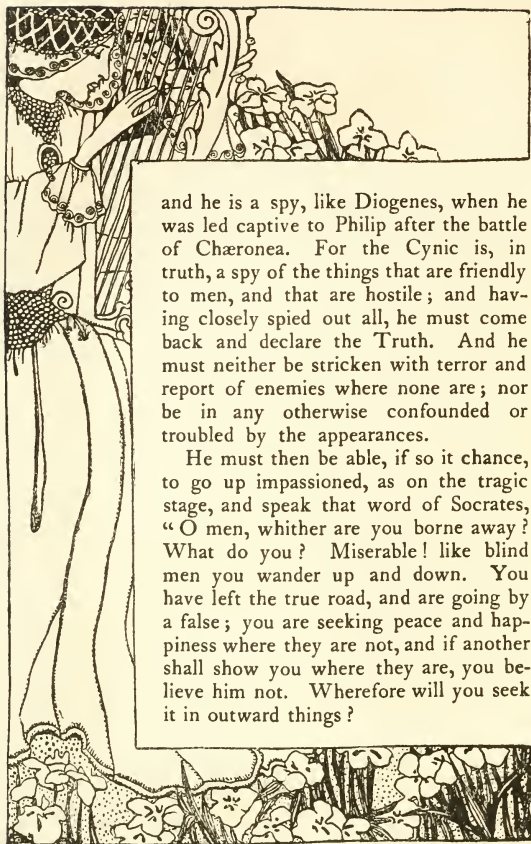 and he is a spy, like Diogenes, when he
was led captive to Philip after the battle
of Chæronea. For the Cynic is, in
truth, a spy of the things that are friendly
to men, and that are hostile; and hav-
ing closely spied out all, he must come
back and declare the Truth. And he
must neither be stricken with terror and
report of enemies where none are; nor
be in any otherwise confounded or
troubled by the appearances.
He must then be able, if so it chance,
to go up impassioned, as on the tragic
stage, and speak that word of Socrates,
“O men, whither are you borne away?
What do you? Miserable! like blind
men you wander up and down. You
have left the true road, and are going by
a false; you are seeking peace and hap-
piness where they are not, and if another
shall show you where they are, you be-
lieve him not. Wherefore will you seek
it in outward things?